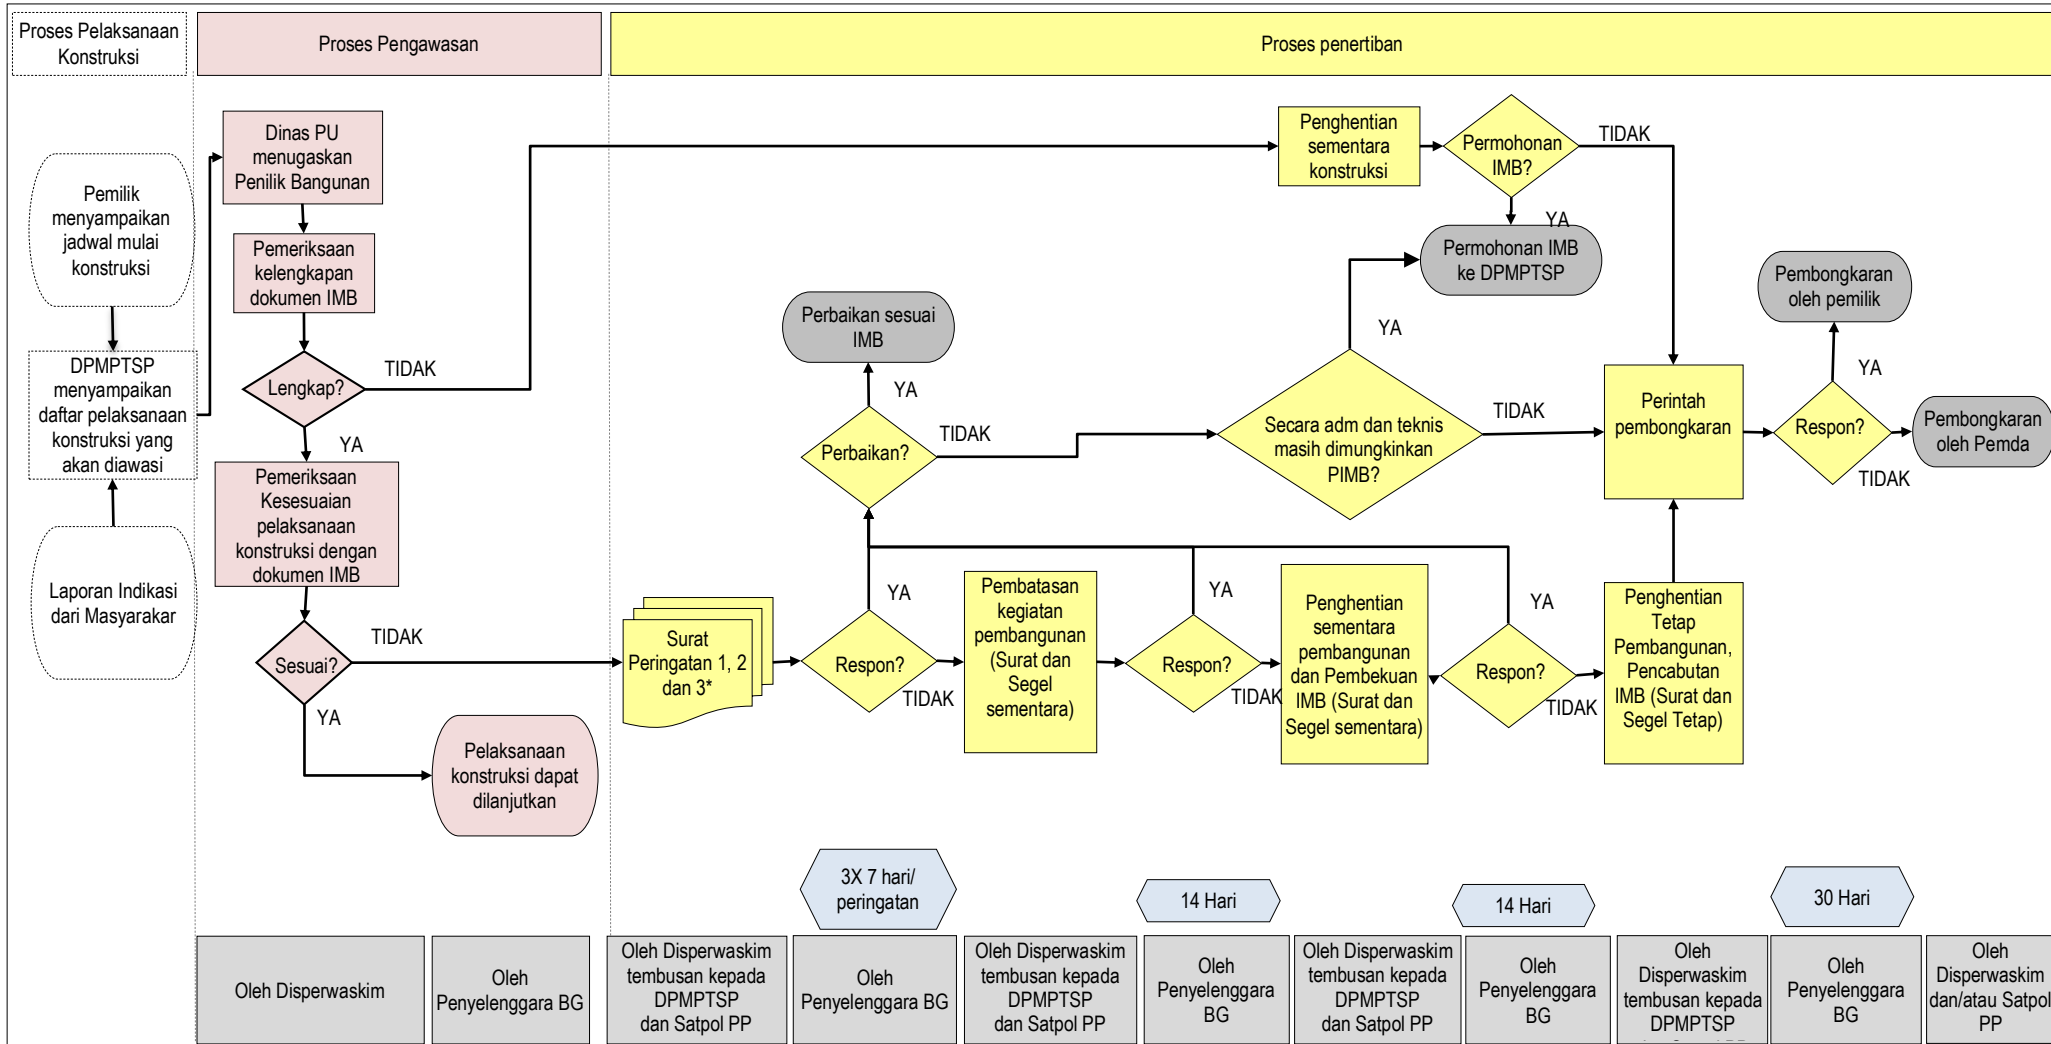 Proses Pelaksanaan
Konstruksi
Proses Pengawasan
Proses penertiban
Pemilik
menyampaikan
jadwal mulai
konstruksi
DPMPTSP
menyampaikan
daftar pelaksanaan
konstruksi yang
akan diawasi
Laporan Indikasi
dari Masyarakar
Dinas PU
menugaskan
Penilik Bangunan
Pemeriksaan
kelengkapan
dokumen IMB
Lengkap?
TIDAK
YA
Pemeriksaan
Kesesuaian
pelaksanaan
konstruksi dengan
dokumen IMB
Sesuai?
TIDAK
YA
Pelaksanaan
konstruksi dapat
dilanjutkan
Penghentian
sementara
konstruksi
Permohonan
IMB?
TIDAK
YA
Permohonan IMB
ke DPMPTSP
Perbaikan sesuai
IMB
YA
Perbaikan?
TIDAK
YA
Secara adm dan teknis
masih dimungkinkan
PIMB?
TIDAK
Perintah
pembongkaran
Pembongkaran
oleh pemilik
YA
Respon?
TIDAK
Pembongkaran
oleh Pemda
Surat
Peringatan 1, 2
dan 3*
YA
Respon?
TIDAK
Pembatasan
kegiatan
pembangunan
(Surat dan
Segel
sementara)
YA
Respon?
TIDAK
Penghentian
sementara
pembangunan
dan Pembekuan
IMB (Surat dan
Segel sementara)
YA
Respon?
TIDAK
Penghentian
Tetap
Pembangunan,
Pencabutan
IMB (Surat dan
Segel Tetap)
3X 7 hari/
peringatan
14 Hari
14 Hari
30 Hari
Oleh Disperwaskim
Oleh
Penyelenggara BG
Oleh Disperwaskim
tembusan kepada
DPMPTSP
dan Satpol PP
Oleh
Penyelenggara BG
Oleh Disperwaskim
tembusan kepada
DPMPTSP
dan Satpol PP
Oleh
Penyelenggara
BG
Oleh Disperwaskim
tembusan kepada
DPMPTSP
dan Satpol PP
Oleh
Penyelenggara
BG
Oleh
Disperwaskim
tembusan kepada
DPMPTSP
Oleh
Penyelenggara
BG
Oleh
Disperwaskim
dan/atau Satpol
PP